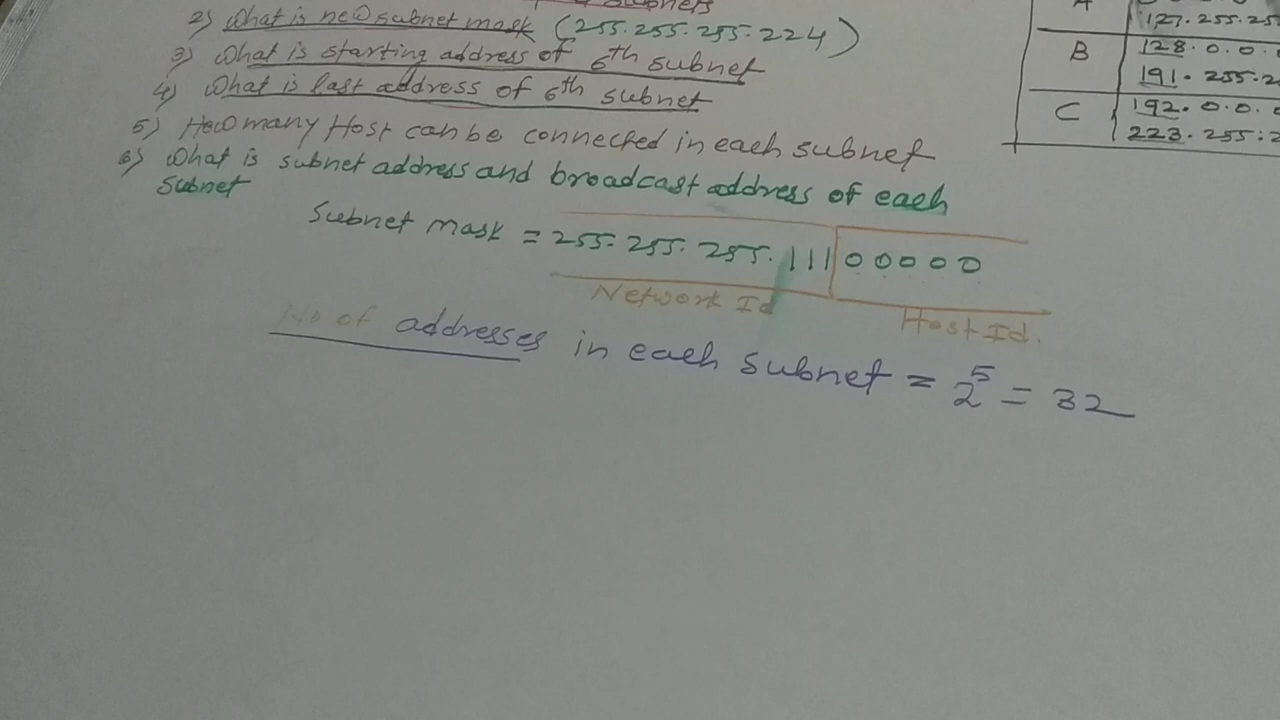 subnets
2) What is new subnet mask (255.255.255.224)
3) What is starting address of 6th subnet
4) What is last address of 6th subnet
5) How many Host can be connected in each subnet
6) What is subnet address and broadcast address of each
subnet
Subnet mask = 255.255.255.11100000
Network Id
Host Id.
No of addresses in each subnet = 2^5 = 32
A
127.255.25
B
128.0.0.
191.255.2
C
192.0.0.
223.255.2